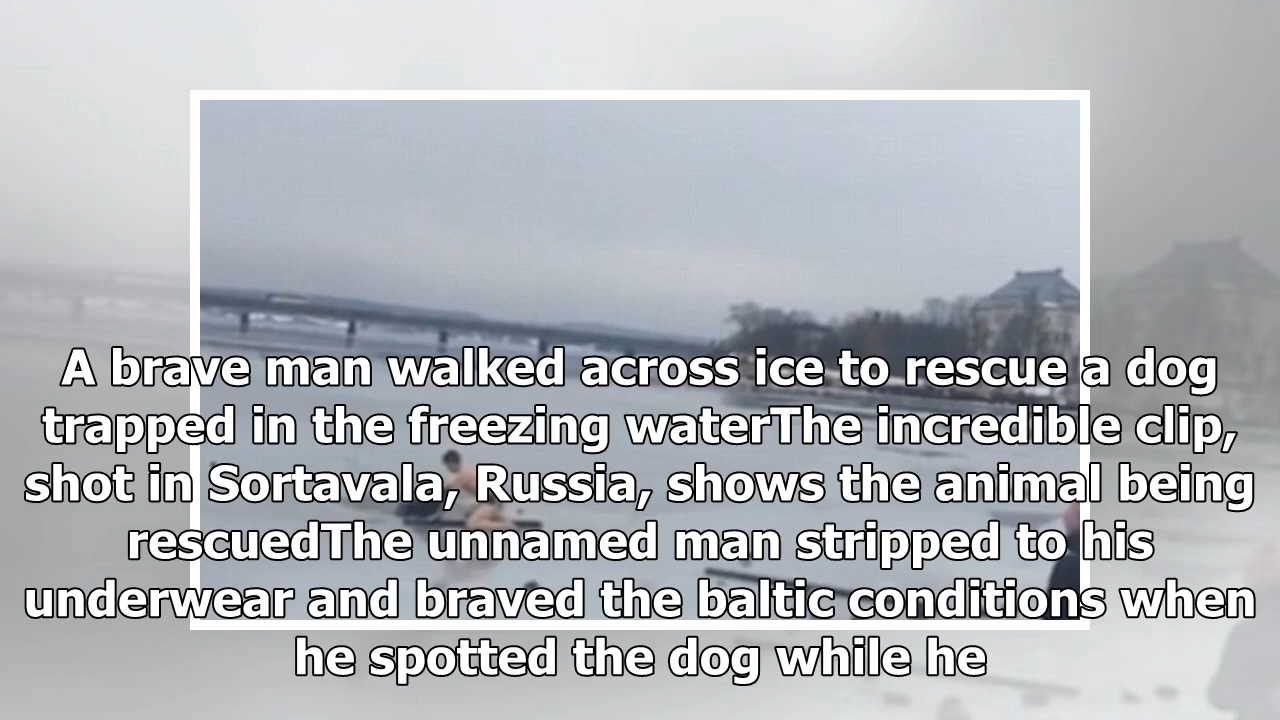 A brave man walked across ice to rescue a dog
trapped in the freezing waterThe incredible clip,
shot in Sortavala, Russia, shows the animal being
rescuedThe unnamed man stripped to his
underwear and braved the baltic conditions when
he spotted the dog while he